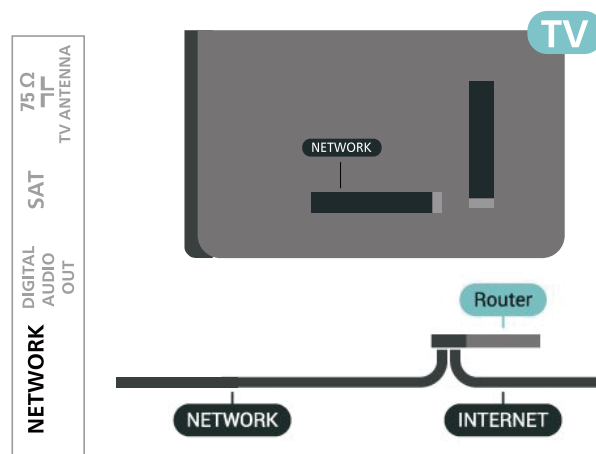 TV
75 Ω
TV ANTENNA
SAT
DIGITAL
AUDIO
OUT
NETWORK
NETWORK
Router
NETWORK
INTERNET